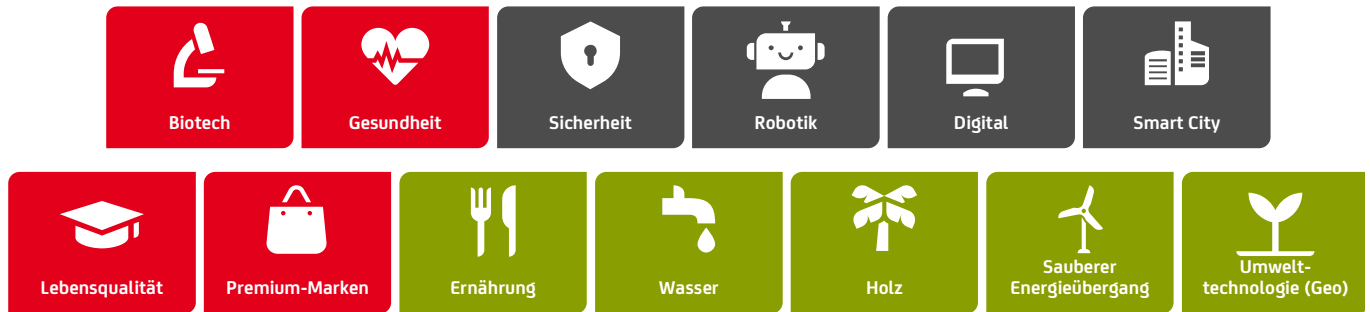 Biotech
Gesundheit
Sicherheit
Robotik
Digital
Smart City
Lebensqualität
Premium-Marken
Ernährung
Wasser
Holz
Sauberer
Energieübergang
Umwelt-
technologie (Geo)